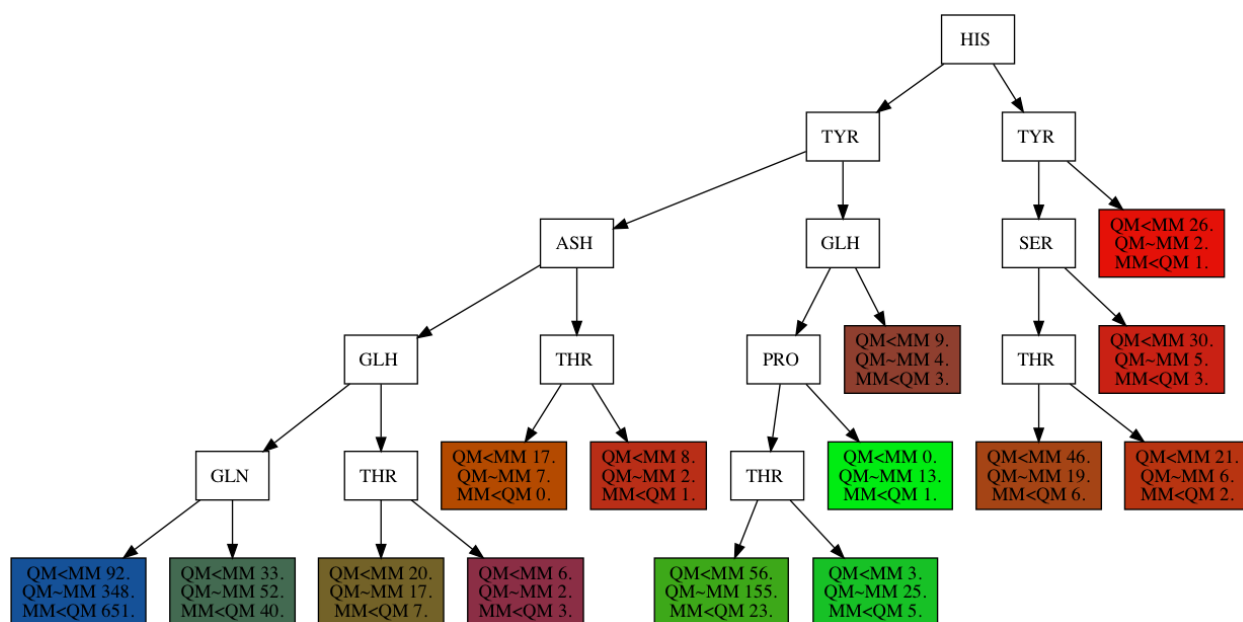 HIS
TYR
TYR
ASH
GLH
SER
QM<MM 26.
QM~MM 2.
MM<QM 1.
GLH
THR
PRO
QM<MM 9.
QM~MM 4.
MM<QM 3.
THR
QM<MM 30.
QM~MM 5.
MM<QM 3.
GLN
THR
QM<MM 17.
QM~MM 7.
MM<QM 0.
QM<MM 8.
QM~MM 2.
MM<QM 1.
THR
QM<MM 0.
QM~MM 13.
MM<QM 1.
QM<MM 46.
QM~MM 19.
MM<QM 6.
QM<MM 21.
QM~MM 6.
MM<QM 2.
QM<MM 92.
QM~MM 348.
MM<QM 651.
QM<MM 33.
QM~MM 52.
MM<QM 40.
QM<MM 20.
QM~MM 17.
MM<QM 7.
QM<MM 6.
QM~MM 2.
MM<QM 3.
QM<MM 56.
QM~MM 155.
MM<QM 23.
QM<MM 3.
QM~MM 25.
MM<QM 5.